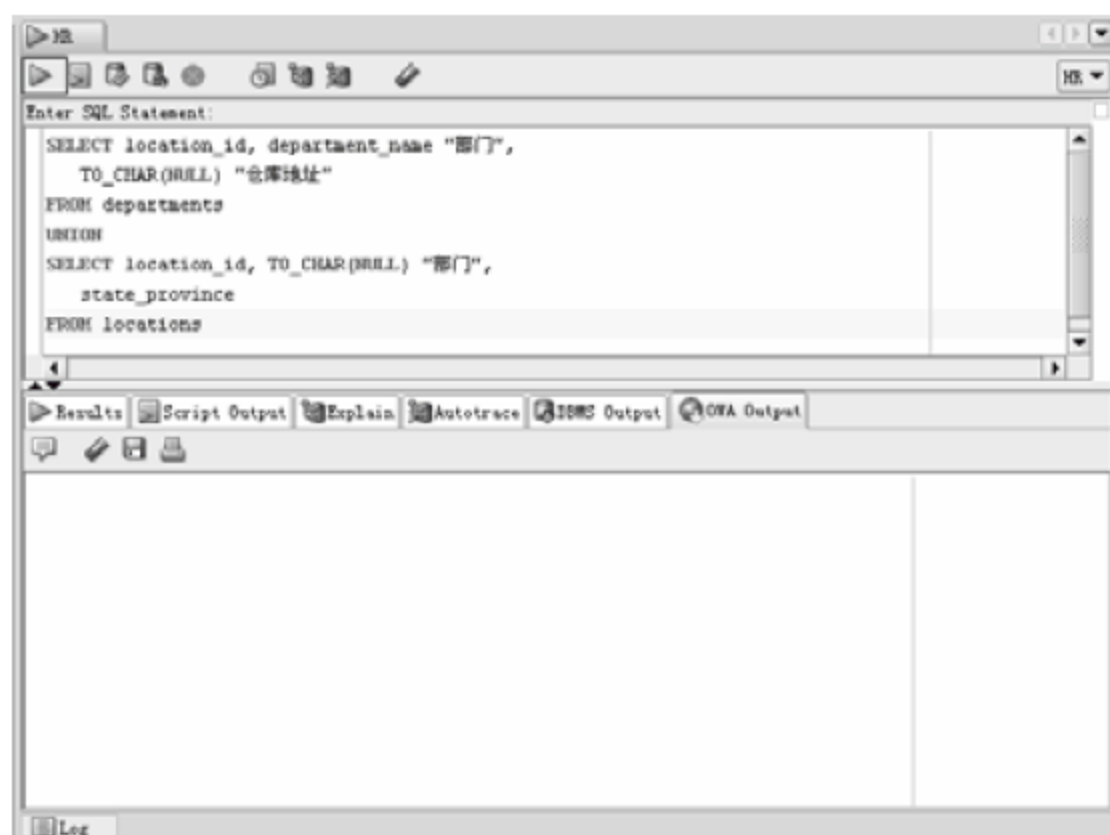 HR
HR
Enter SQL Statement:
SELECT location_id, department_name "部门",
TO_CHAR(NULL) "仓库地址"
FROM departments
UNION
SELECT location_id, TO_CHAR(NULL) "部门",
state_province
FROM locations
Results Script Output Explain Autotrace DBMS Output OWA Output
Log